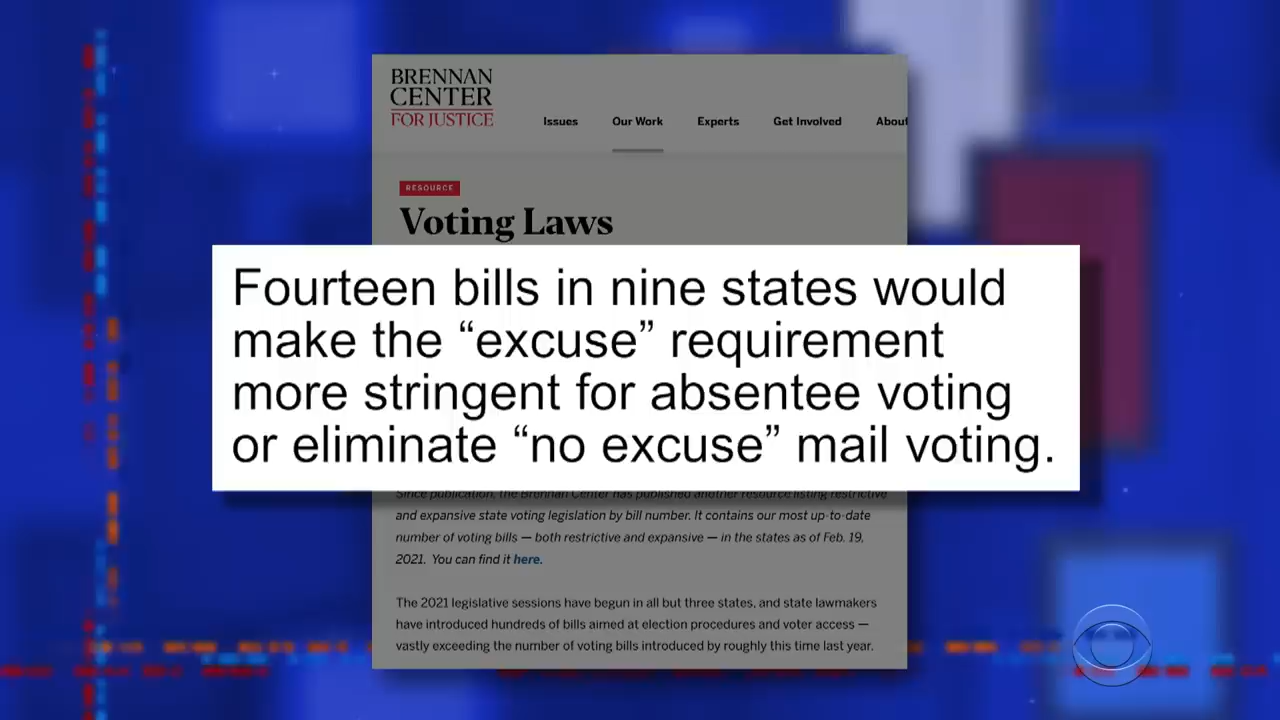 BRENNAN
CENTER
FOR JUSTICE
Issues Our Work Experts Get Involved About
RESOURCE
Voting Laws
Fourteen bills in nine states would
make the “excuse” requirement
more stringent for absentee voting
or eliminate “no excuse” mail voting.
Since publication, the Brennan Center has published another resource listing restrictive
and expansive state voting legislation by bill number. It contains our most up-to-date
number of voting bills — both restrictive and expansive — in the states as of Feb. 19,
2021. You can find it here.
The 2021 legislative sessions have begun in all but three states, and state lawmakers
have introduced hundreds of bills aimed at election procedures and voter access —
vastly exceeding the number of voting bills introduced by roughly this time last year.